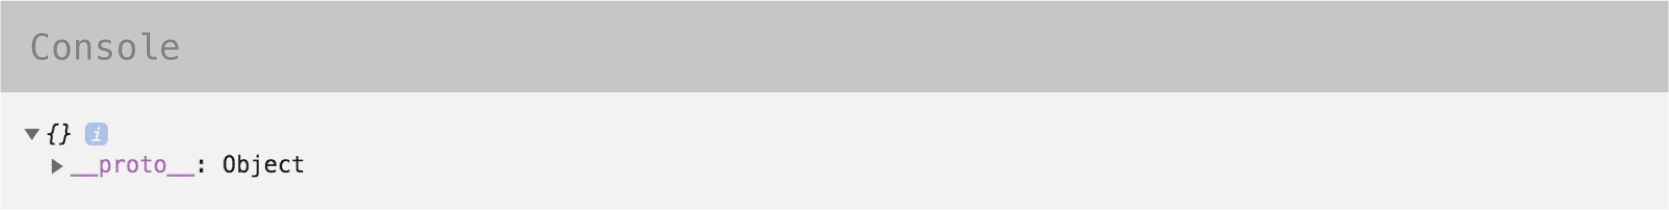 Console
▼ {} i
▶ __proto__: Object